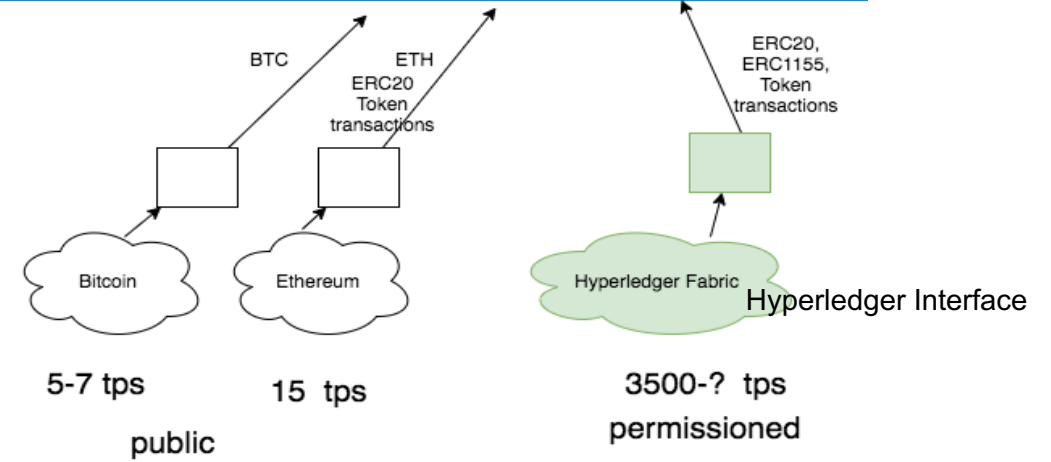 BTC
ETH
ERC20
Token
transactions
ERC20,
ERC1155,
Token
transactions
Bitcoin
Ethereum
Hyperledger Fabric
Hyperledger Interface
5-7 tps
15 tps
3500-? tps
public
permissioned